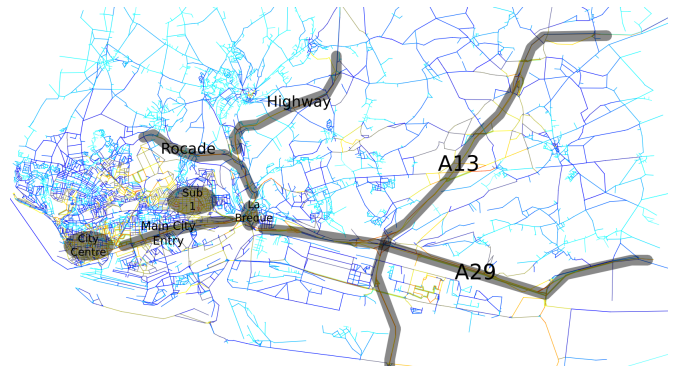 Highway
Rocade
A13
Sub
1
La
Breque
Main City
Entry
City
Centre
A29